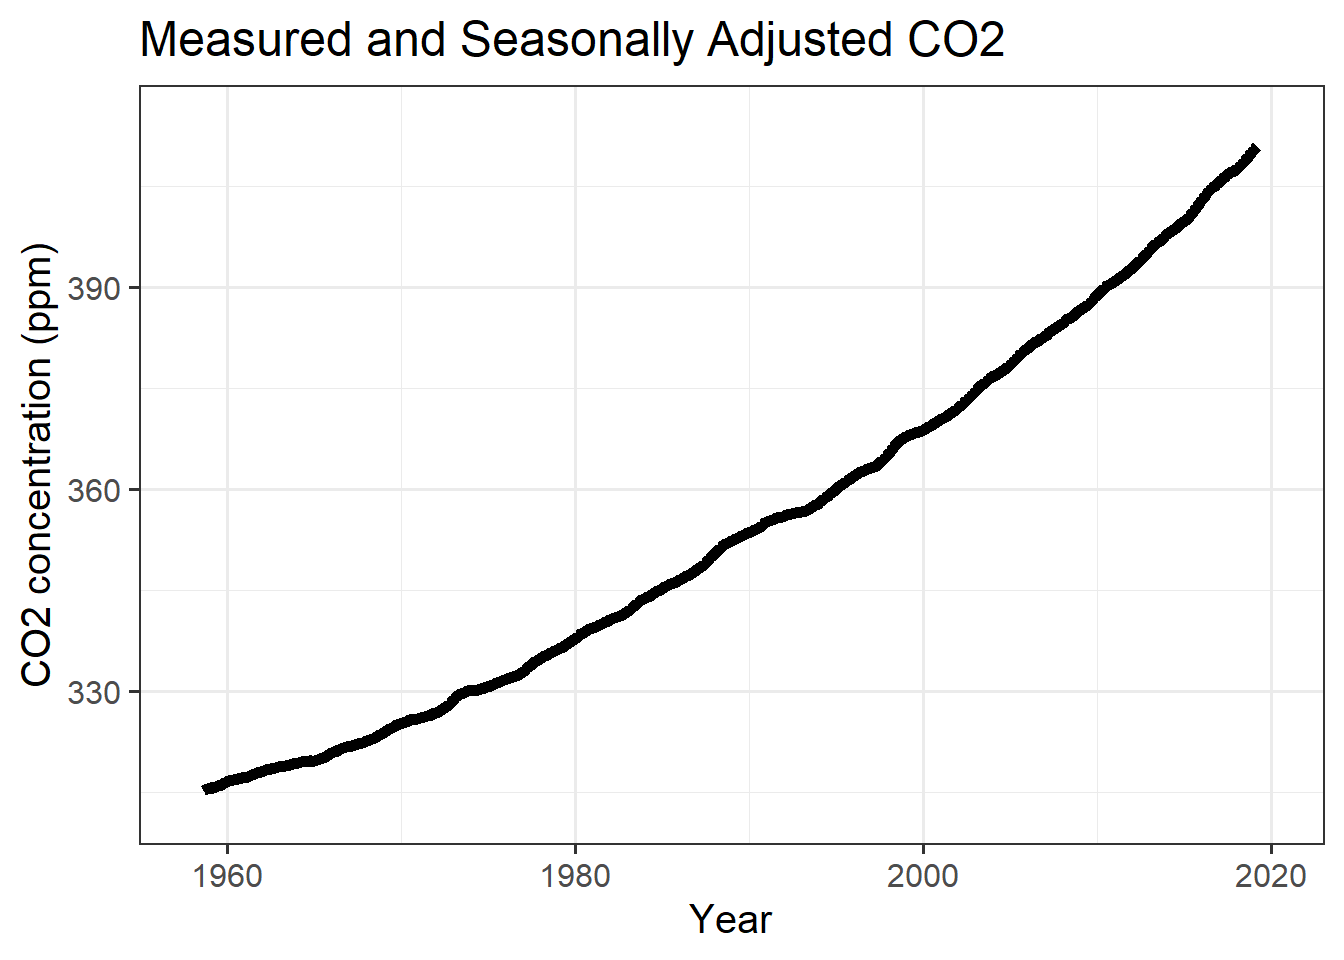 Measured and Seasonally Adjusted CO2
CO2 concentration (ppm)
390
360
330
1960 1980 2000 2020
Year